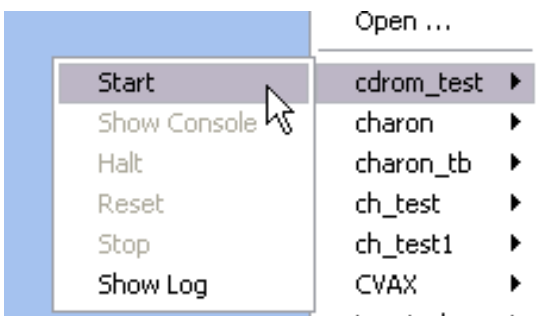 Open ...
Start
Show Console
Halt
Reset
Stop
Show Log
cdrom_test
charon
charon_tb
ch_test
ch_test1
CVAX